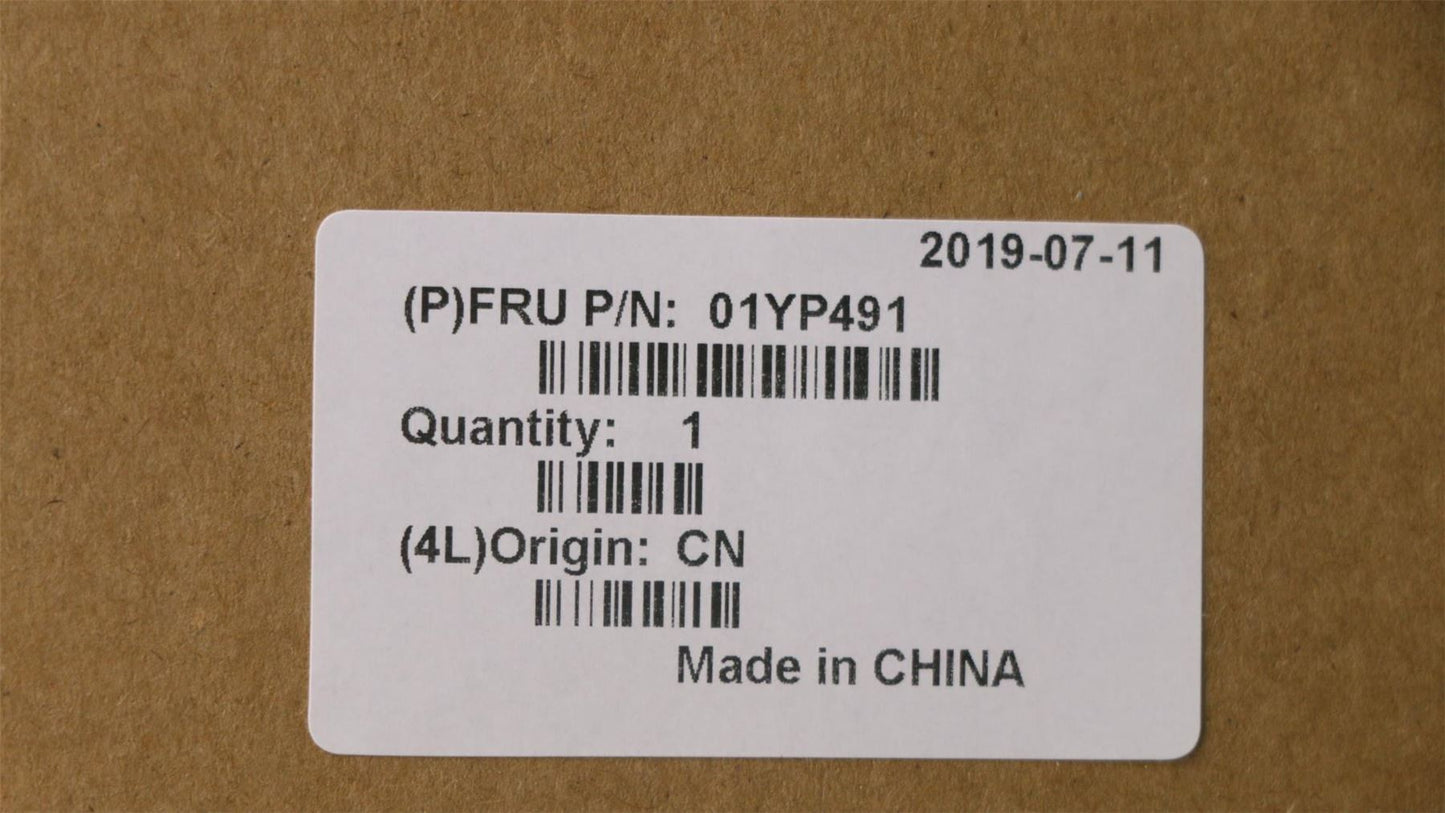 2019-07-11
(P)FRU P/N: 01YP491
Quantity: 1
(4L)Origin: CN
Made in CHINA